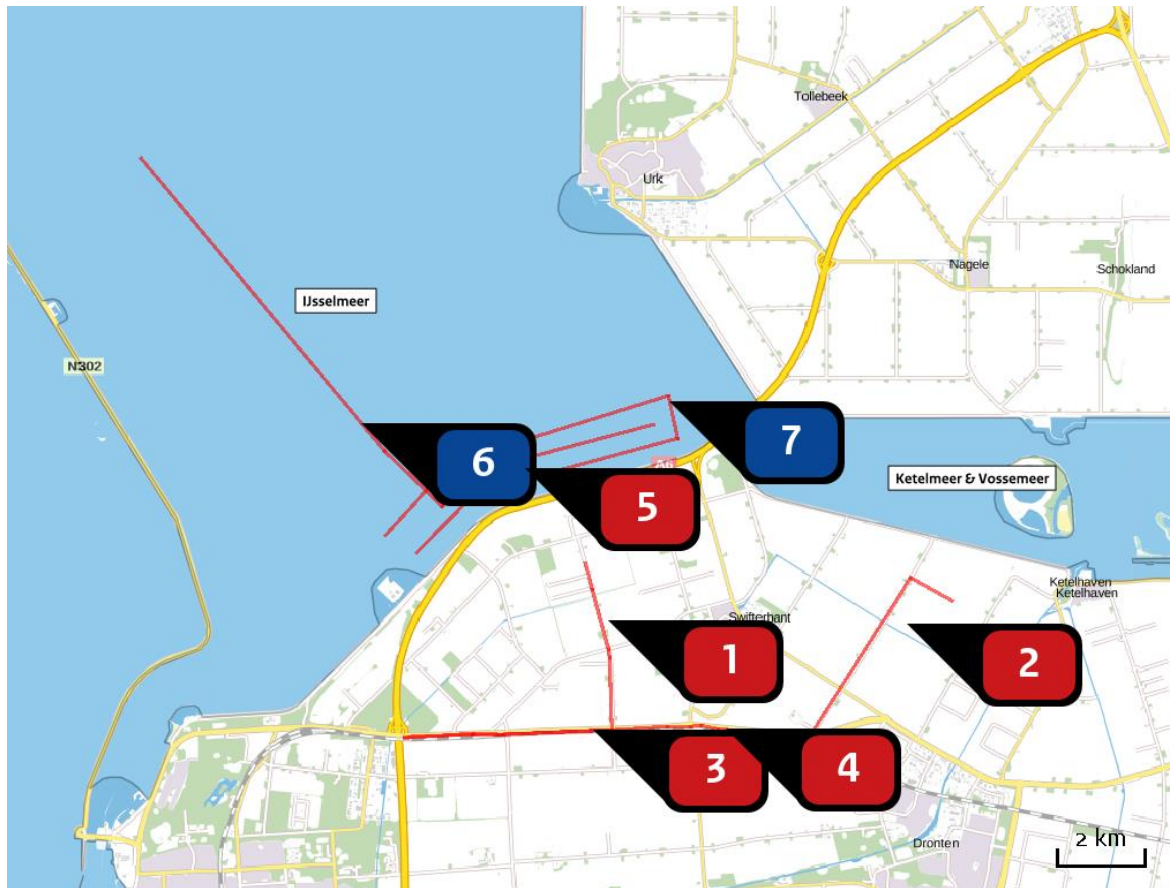 Tollebeek
Urk
Nagele
Schokland
IJsselmeer
N302
6
7
A6
5
Ketelmeer & Vossemeer
Ketelhaven
Ketelhaven
Swifterbant
1
2
3
4
Dronten
2 km